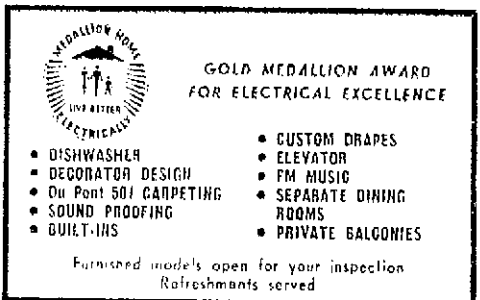 MEDALLION HOME
LIVE BETTER
ELECTRICALLY
GOLD MEDALLION AWARD
FOR ELECTRICAL EXCELLENCE
• DISHWASHER
• DECORATOR DESIGN
• Du Pont 501 CARPETING
• SOUND PROOFING
• BUILT-INS
• CUSTOM DRAPES
• ELEVATOR
• FM MUSIC
• SEPARATE DINING
ROOMS
• PRIVATE BALCONIES
Furnished models open for your inspection
Refreshments served